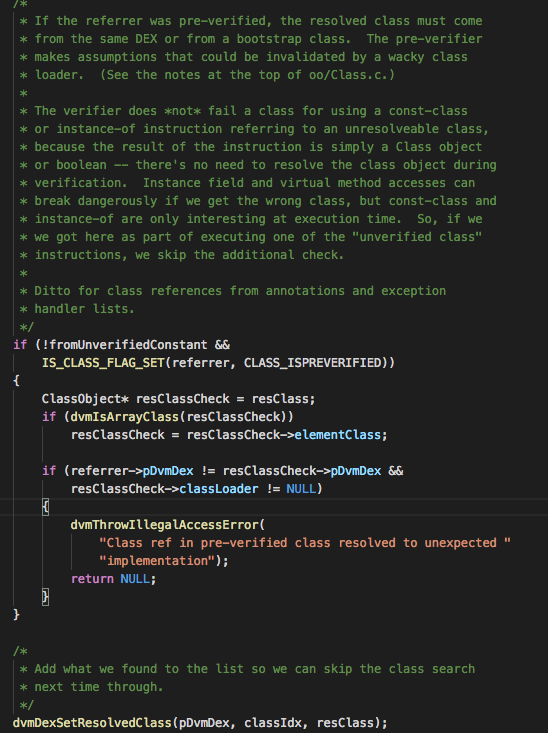 /*
 * If the referrer was pre-verified, the resolved class must come
 * from the same DEX or from a bootstrap class.  The pre-verifier
 * makes assumptions that could be invalidated by a wacky class
 * loader.  (See the notes at the top of oo/Class.c.)
 *
 * The verifier does *not* fail a class for using a const-class
 * or instance-of instruction referring to an unresolveable class,
 * because the result of the instruction is simply a Class object
 * or boolean -- there's no need to resolve the class object during
 * verification.  Instance field and virtual method accesses can
 * break dangerously if we get the wrong class, but const-class and
 * instance-of are only interesting at execution time.  So, if we
 * we got here as part of executing one of the "unverified class"
 * instructions, we skip the additional check.
 *
 * Ditto for class references from annotations and exception
 * handler lists.
 */
if (!fromUnverifiedConstant &&
    IS_CLASS_FLAG_SET(referrer, CLASS_ISPREVERIFIED))
{
    ClassObject* resClassCheck = resClass;
    if (dvmIsArrayClass(resClassCheck))
        resClassCheck = resClassCheck->elementClass;

    if (referrer->pDvmDex != resClassCheck->pDvmDex &&
        resClassCheck->classLoader != NULL)
    {
        dvmThrowIllegalAccessError(
            "Class ref in pre-verified class resolved to unexpected "
            "implementation");
        return NULL;
    }
}

/*
 * Add what we found to the list so we can skip the class search
 * next time through.
 */
dvmDexSetResolvedClass(pDvmDex, classIdx, resClass);